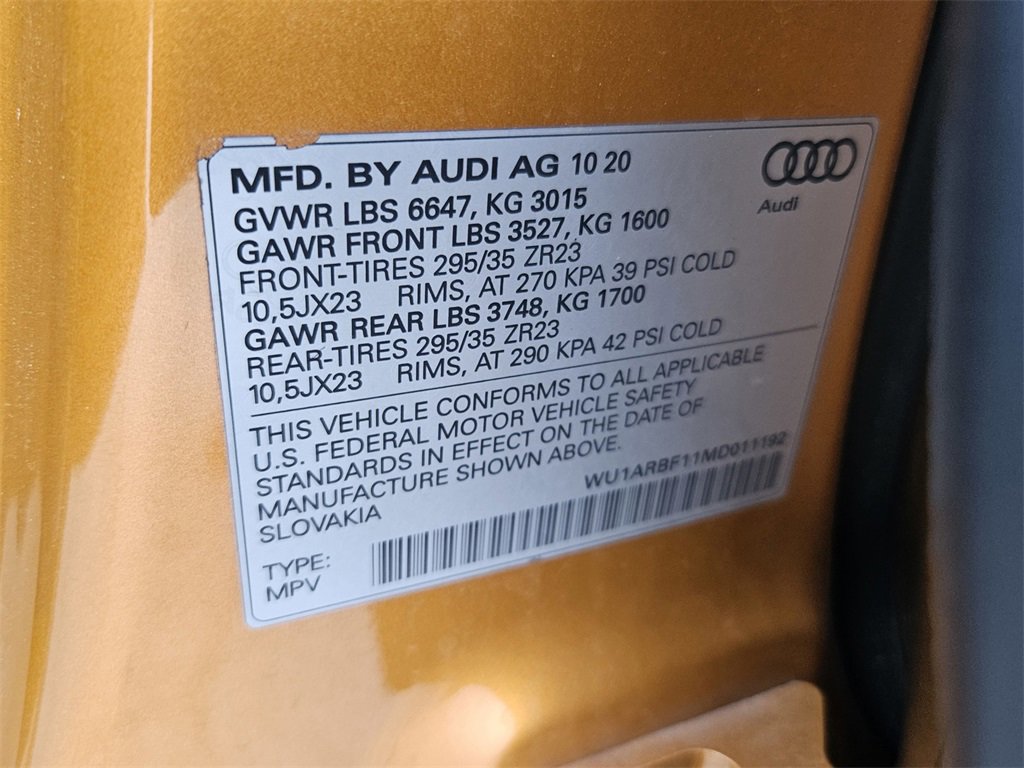 MFD. BY AUDI AG 10 20
Audi
GVWR LBS 6647, KG 3015
GAWR FRONT LBS 3527, KG 1600
FRONT-TIRES 295/35 ZR23
10,5JX23 RIMS, AT 270 KPA 39 PSI COLD
GAWR REAR LBS 3748, KG 1700
REAR-TIRES 295/35 ZR23
10,5JX23 RIMS, AT 290 KPA 42 PSI COLD
THIS VEHICLE CONFORMS TO ALL APPLICABLE
U.S. FEDERAL MOTOR VEHICLE SAFETY
STANDARDS IN EFFECT ON THE DATE OF
MANUFACTURE SHOWN ABOVE.
SLOVAKIA
WU1ARBF11MD011192
TYPE:
MPV